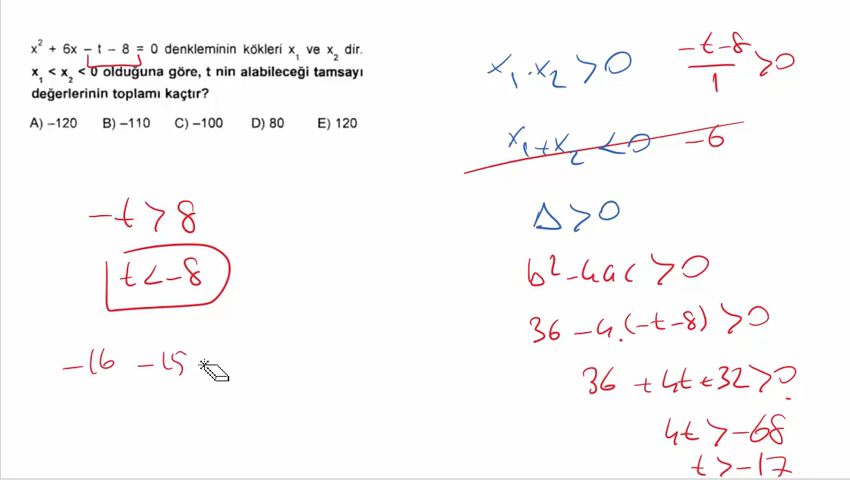 x² + 6x – t – 8 = 0 denkleminin kökleri x₁ ve x₂ dir.
x₁ < x₂ < 0 olduğuna göre, t nin alabileceği tamsayı
değerlerinin toplamı kaçtır?
A) –120 B) –110 C) –100 D) 80 E) 120
-t > 8
t < -8
-16 -15
x₁ . x₂ > 0
-t-8 / 1 > 0
x₁ + x₂ < 0 -6
Δ > 0
b² - 4ac > 0
36 - 4.(-t-8) > 0
36 + 4t + 32 > 0
4t > -68
t > -17